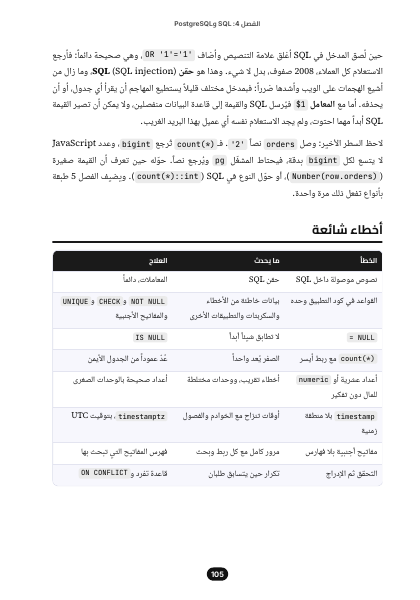 الفصل 4: SQL وPostgreSQL
حين لُصق المدخل في SQL أغلق علامة التنصيص وأضاف OR '1'='1'، وهي صحيحة دائماً: فأرجع
الاستعلام كل العملاء، 2008 صفوف، بدل لا شيء. وهذا هو حقن SQL (SQL injection)، وما زال من
أشيع الهجمات على الويب وأشدها ضرراً: فبمدخل مختلف قليلاً يستطيع المهاجم أن يقرأ أي جدول، أو أن
يحذفه. أما مع المعامل $1 فيُرسل SQL والقيمة إلى قاعدة البيانات منفصلين، ولا يمكن أن تصير القيمة
SQL أبداً مهما احتوت، ولم يجد الاستعلام نفسه أي عميل بهذا البريد الغريب.
لاحظ السطر الأخير: وصل orders نصاً '2'. فـ count(*) تُرجع bigint، وعدد JavaScript
لا يتسع لكل bigint بدقة، فيحتاط المشغّل pg ويُرجع نصاً. حوّله حين تعرف أن القيمة صغيرة
(Number(row.orders))، أو حوّل النوع في SQL (count(*)::int). ويضيف الفصل 5 طبقة
بأنواع تفعل ذلك مرة واحدة.
أخطاء شائعة
الخطأ ما يحدث العلاج
نصوص موصولة داخل SQL حقن SQL المعاملات، دائماً
القواعد في كود التطبيق وحده بيانات خاطئة من الأخطاء NOT NULL و CHECK و UNIQUE
والسكربتات والتطبيقات الأخرى والمفاتيح الأجنبية
= NULL لا تطابق شيئاً أبداً IS NULL
count(*) مع ربط أيسر الصفر يُعد واحداً عُدّ عموداً من الجدول الأيمن
أعداد عشرية أو numeric أخطاء تقريب، ووحدات مختلطة أعداد صحيحة بالوحدات الصغرى
للمال دون تفكير
timestamp بلا منطقة أوقات تنزاح مع الخوادم والفصول timestamptz، بتوقيت UTC
زمنية
مفاتيح أجنبية بلا فهارس مرور كامل مع كل ربط وبحث فهرس المفاتيح التي تبحث بها
التحقق ثم الإدراج تكرار حين يتسابق طلبان قاعدة تفرد و ON CONFLICT
105